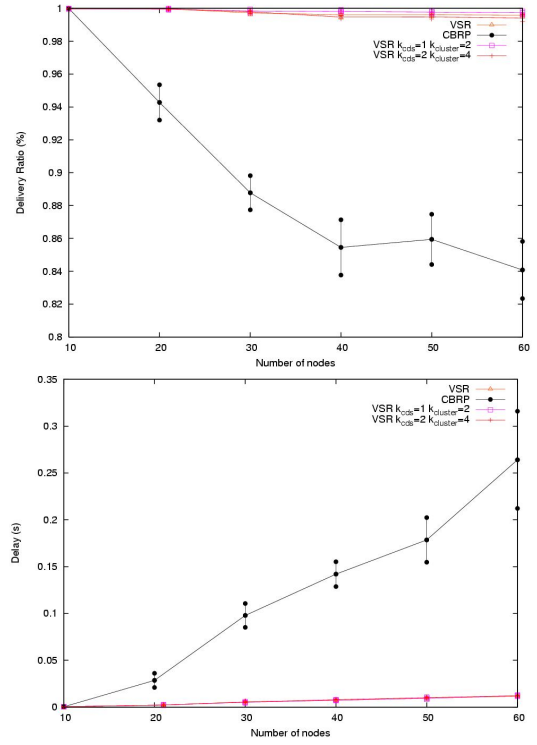 1
0.98
0.96
0.94
0.92
0.9
0.88
0.86
0.84
0.82
0.8
Delivery Ratio (%)
VSR
CBRP
VSR kcds=1 kcluster=2
VSR kcds=2 kcluster=4
10 20 30 40 50 60
Number of nodes
0.35
0.3
0.25
0.2
0.15
0.1
0.05
0
Delay (s)
VSR
CBRP
VSR kcds=1 kcluster=2
VSR kcds=2 kcluster=4
10 20 30 40 50 60
Number of nodes